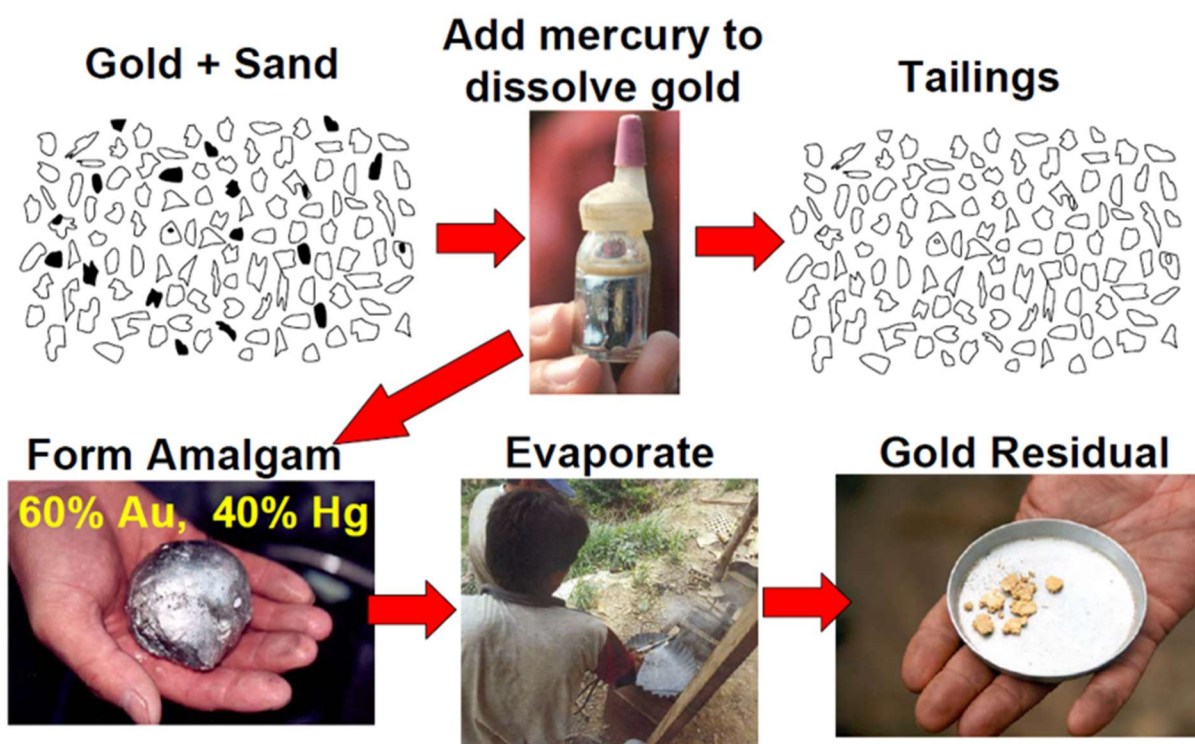 Gold + Sand
Add mercury to
dissolve gold
Tailings
Form Amalgam
60% Au, 40% Hg
Evaporate
Gold Residual